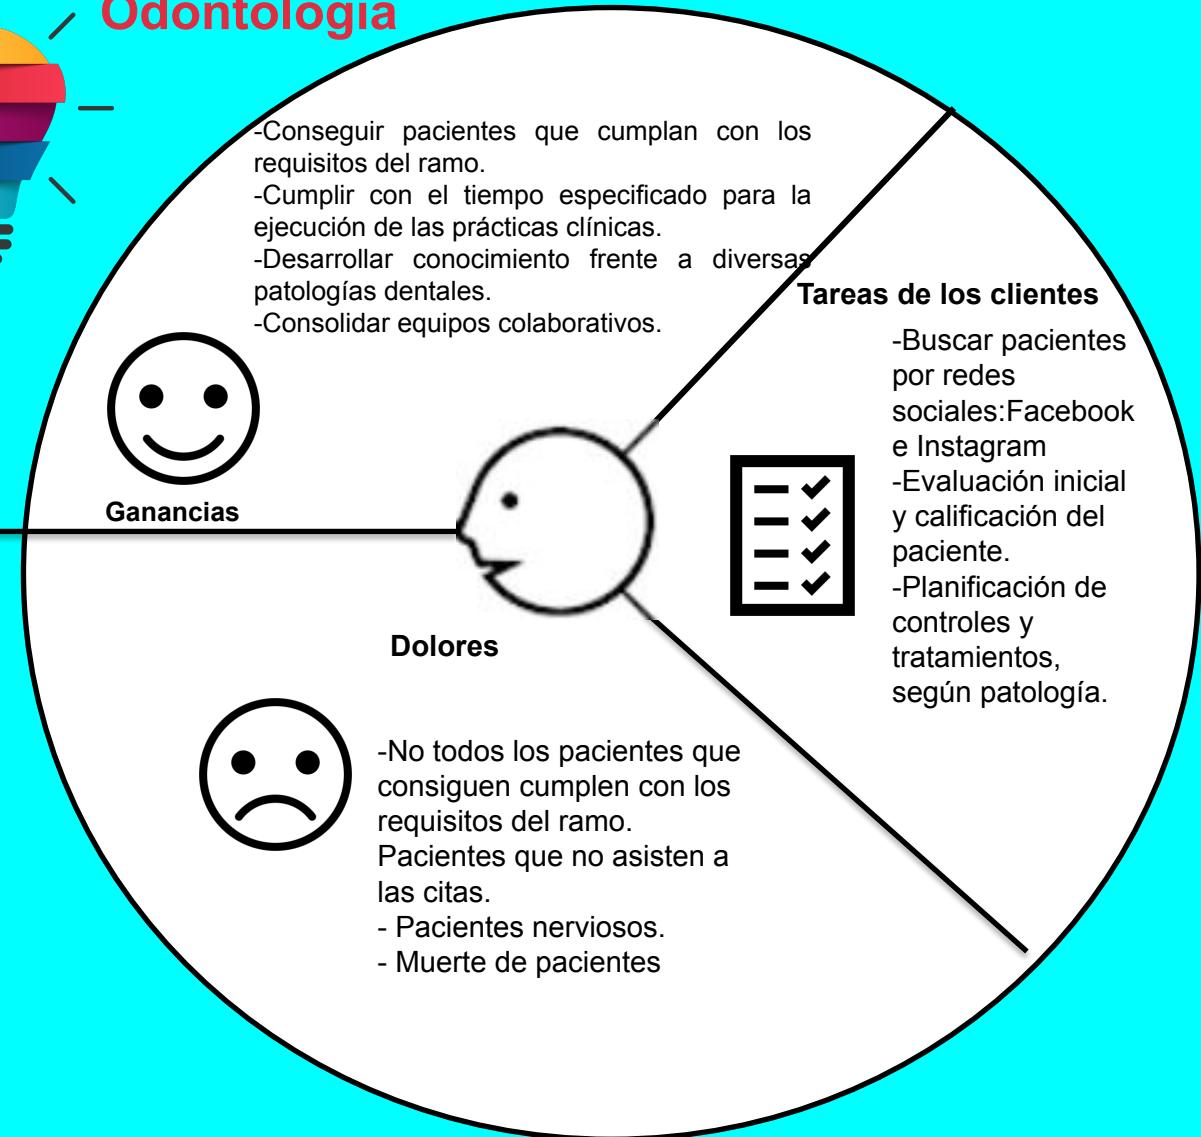 Odontología
-Conseguir pacientes que cumplan con los
requisitos del ramo.
-Cumplir con el tiempo especificado para la
ejecución de las prácticas clínicas.
-Desarrollar conocimiento frente a diversas
patologías dentales.
-Consolidar equipos colaborativos.
Ganancias
Tareas de los clientes
-Buscar pacientes
por redes
sociales:Facebook
e Instagram
-Evaluación inicial
y calificación del
paciente.
-Planificación de
controles y
tratamientos,
según patología.
Dolores
-No todos los pacientes que
consiguen cumplen con los
requisitos del ramo.
Pacientes que no asisten a
las citas.
- Pacientes nerviosos.
- Muerte de pacientes